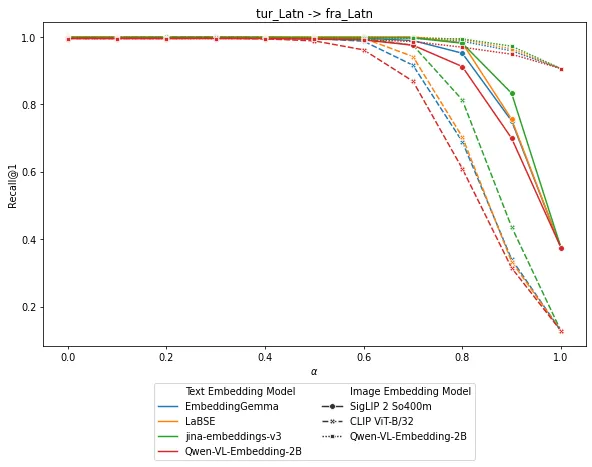 tur_Latn -> fra_Latn
1.0
0.8
0.6
0.4
0.2
Recall@1
0.0 0.2 0.4 0.6 0.8 1.0
α
Text Embedding Model Image Embedding Model
EmbeddingGemma SigLIP 2 So400m
LaBSE CLIP ViT-B/32
jina-embeddings-v3 Qwen-VL-Embedding-2B
Qwen-VL-Embedding-2B